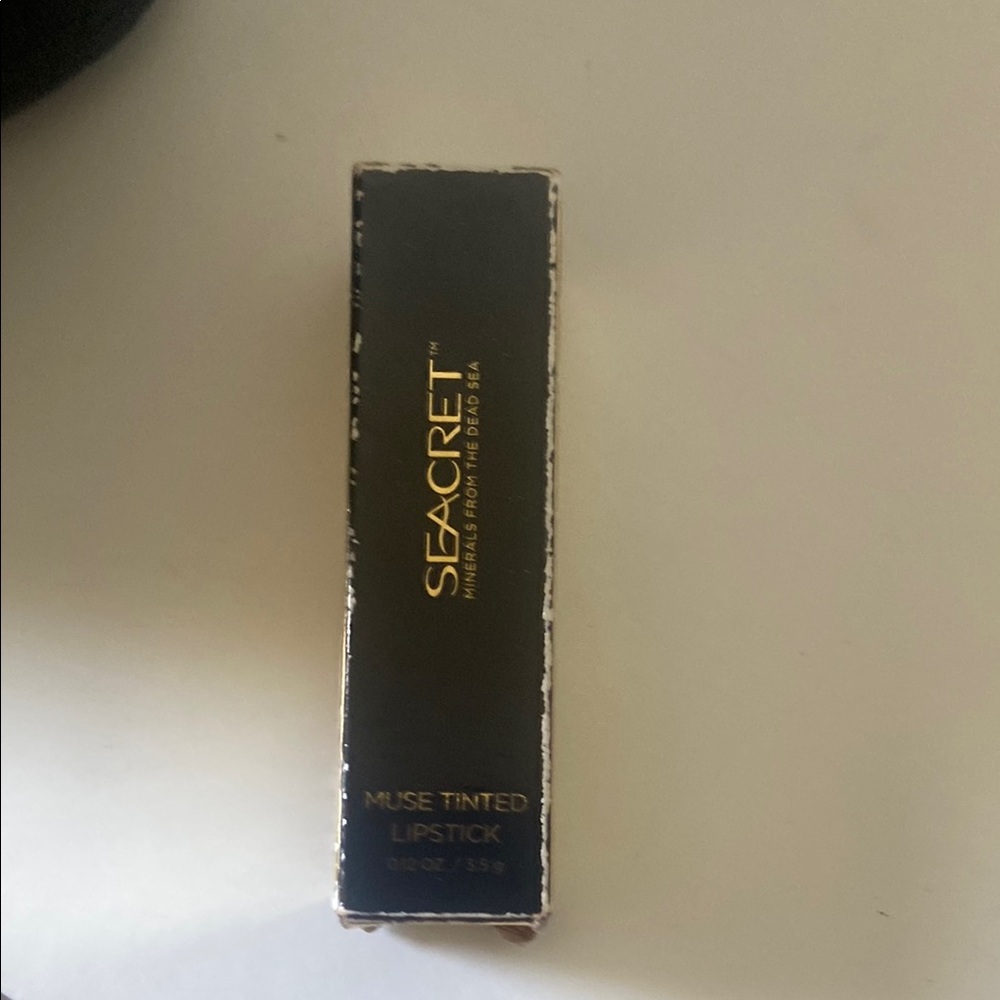 SEACRET™
MINERALS FROM THE DEAD SEA
MUSE TINTED
LIPSTICK
0.12 OZ. / 3.5 g